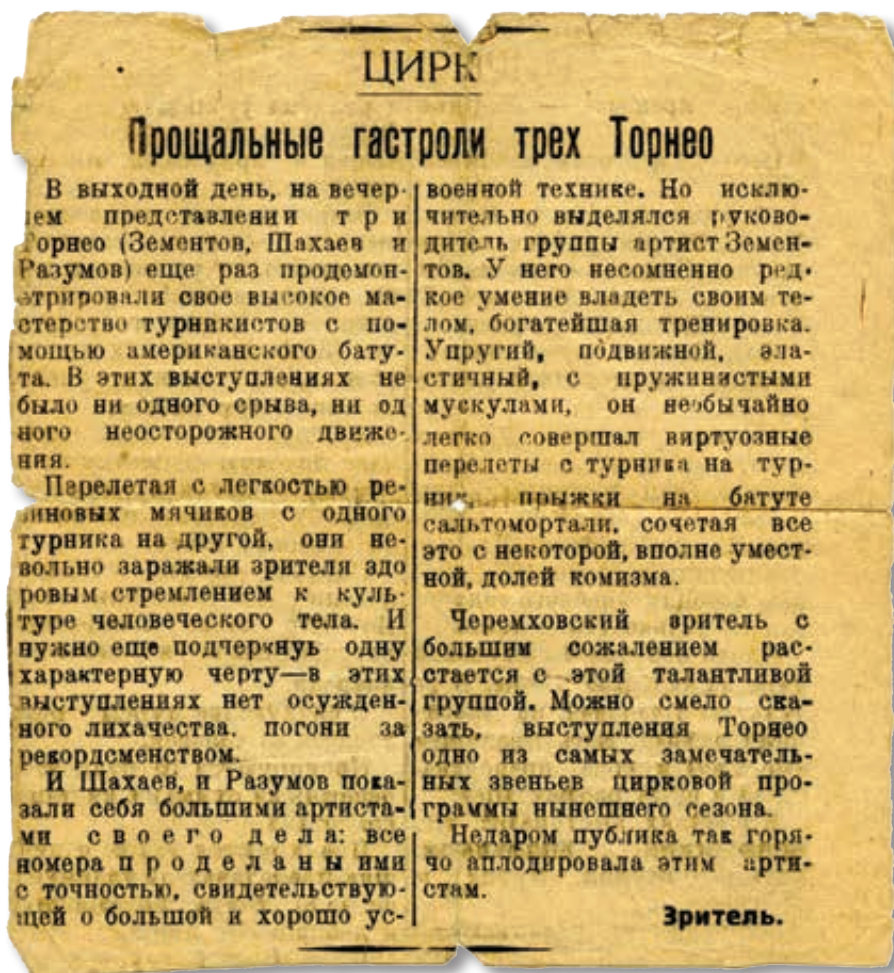 ЦИРК
Прощальные гастроли трех Торнео
В выходной день, на вечер-
нем представлении три
Торнео (Зементов, Шахаев и
Разумов) еще раз продемон-
стрировали свое высокое ма-
стерство турникистов с по-
мощью американского бату-
та. В этих выступлениях не
было ни одного срыва, ни од
ного неосторожного движе-
ния.
Перелетая с легкостью ре-
зиновых мячиков с одного
турника на другой, они не-
вольно заражали зрителя здо
ровым стремлением к куль-
туре человеческого тела. И
нужно еще подчеркнуь одну
характерную черту—в этих
выступлениях нет осужден-
ного лихачества, погони за
рекордсменством.
И Шахаев, и Разумов пока-
зали себя большими артиста-
ми своего дела: все
номера проделаны ими
с точностью, свидетельствую-
щей о большой и хорошо ус-
военной технике. Но исклю-
чительно выделялся руково-
дитель группы артист Земен-
тов. У него несомненно ред-
кое умение владеть своим те-
лом, богатейшая тренировка.
Упругий, подвижной, эла-
стичный, с пружинистыми
мускулами, он необычайно
легко совершал виртуозные
перелеты с турника на тур-
ник, прыжки на батуте
сальтомортали, сочетая все
это с некоторой, вполне умест-
ной, долей комизма.
Черемховский зритель с
большим сожалением рас-
стается с этой талантливой
группой. Можно смело ска-
зать, выступления Торнео
одно из самых замечатель-
ных звеньев цирковой про-
граммы нынешнего сезона.
Недаром публика так горя-
чо аплодировала этим арти-
стам.
Зритель.